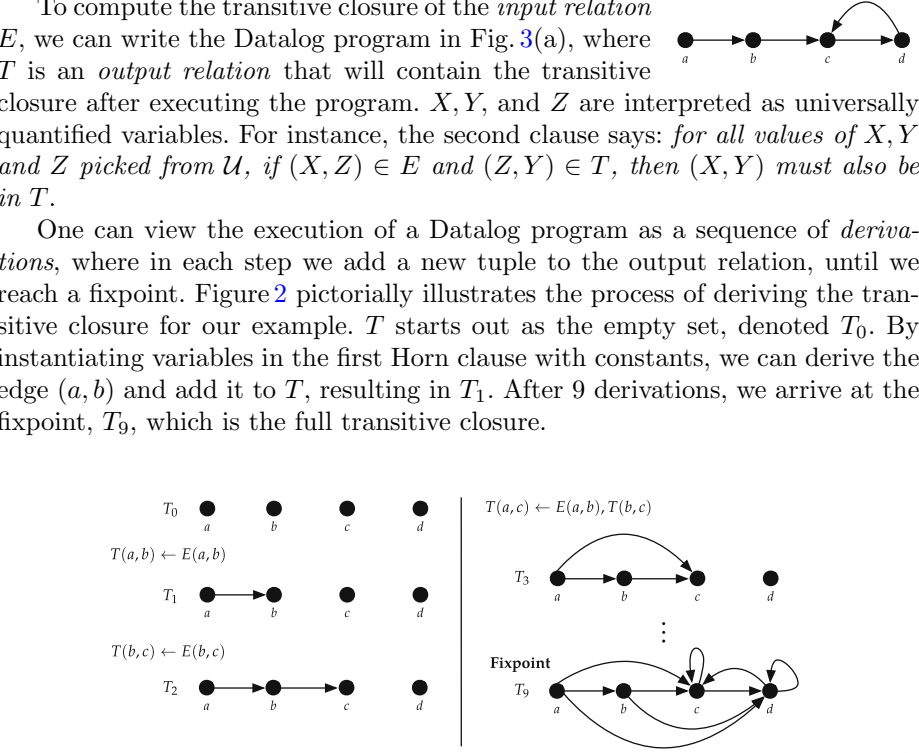 To compute the transitive closure of the input relation
E, we can write the Datalog program in Fig. 3(a), where
T is an output relation that will contain the transitive
closure after executing the program. X, Y, and Z are interpreted as universally
quantified variables. For instance, the second clause says: for all values of X, Y
and Z picked from U, if (X, Z) ∈ E and (Z, Y) ∈ T, then (X, Y) must also be
in T.
a b c d
One can view the execution of a Datalog program as a sequence of deriva-
tions, where in each step we add a new tuple to the output relation, until we
reach a fixpoint. Figure 2 pictorially illustrates the process of deriving the tran-
sitive closure for our example. T starts out as the empty set, denoted T₀. By
instantiating variables in the first Horn clause with constants, we can derive the
edge (a, b) and add it to T, resulting in T₁. After 9 derivations, we arrive at the
fixpoint, T₉, which is the full transitive closure.
T₀
a b c d
T(a, b) ← E(a, b)
T₁
a b c d
T(b, c) ← E(b, c)
T₂
a b c d
T(a, c) ← E(a, b), T(b, c)
T₃
a b c d
⋮
Fixpoint
T₉
a b c d